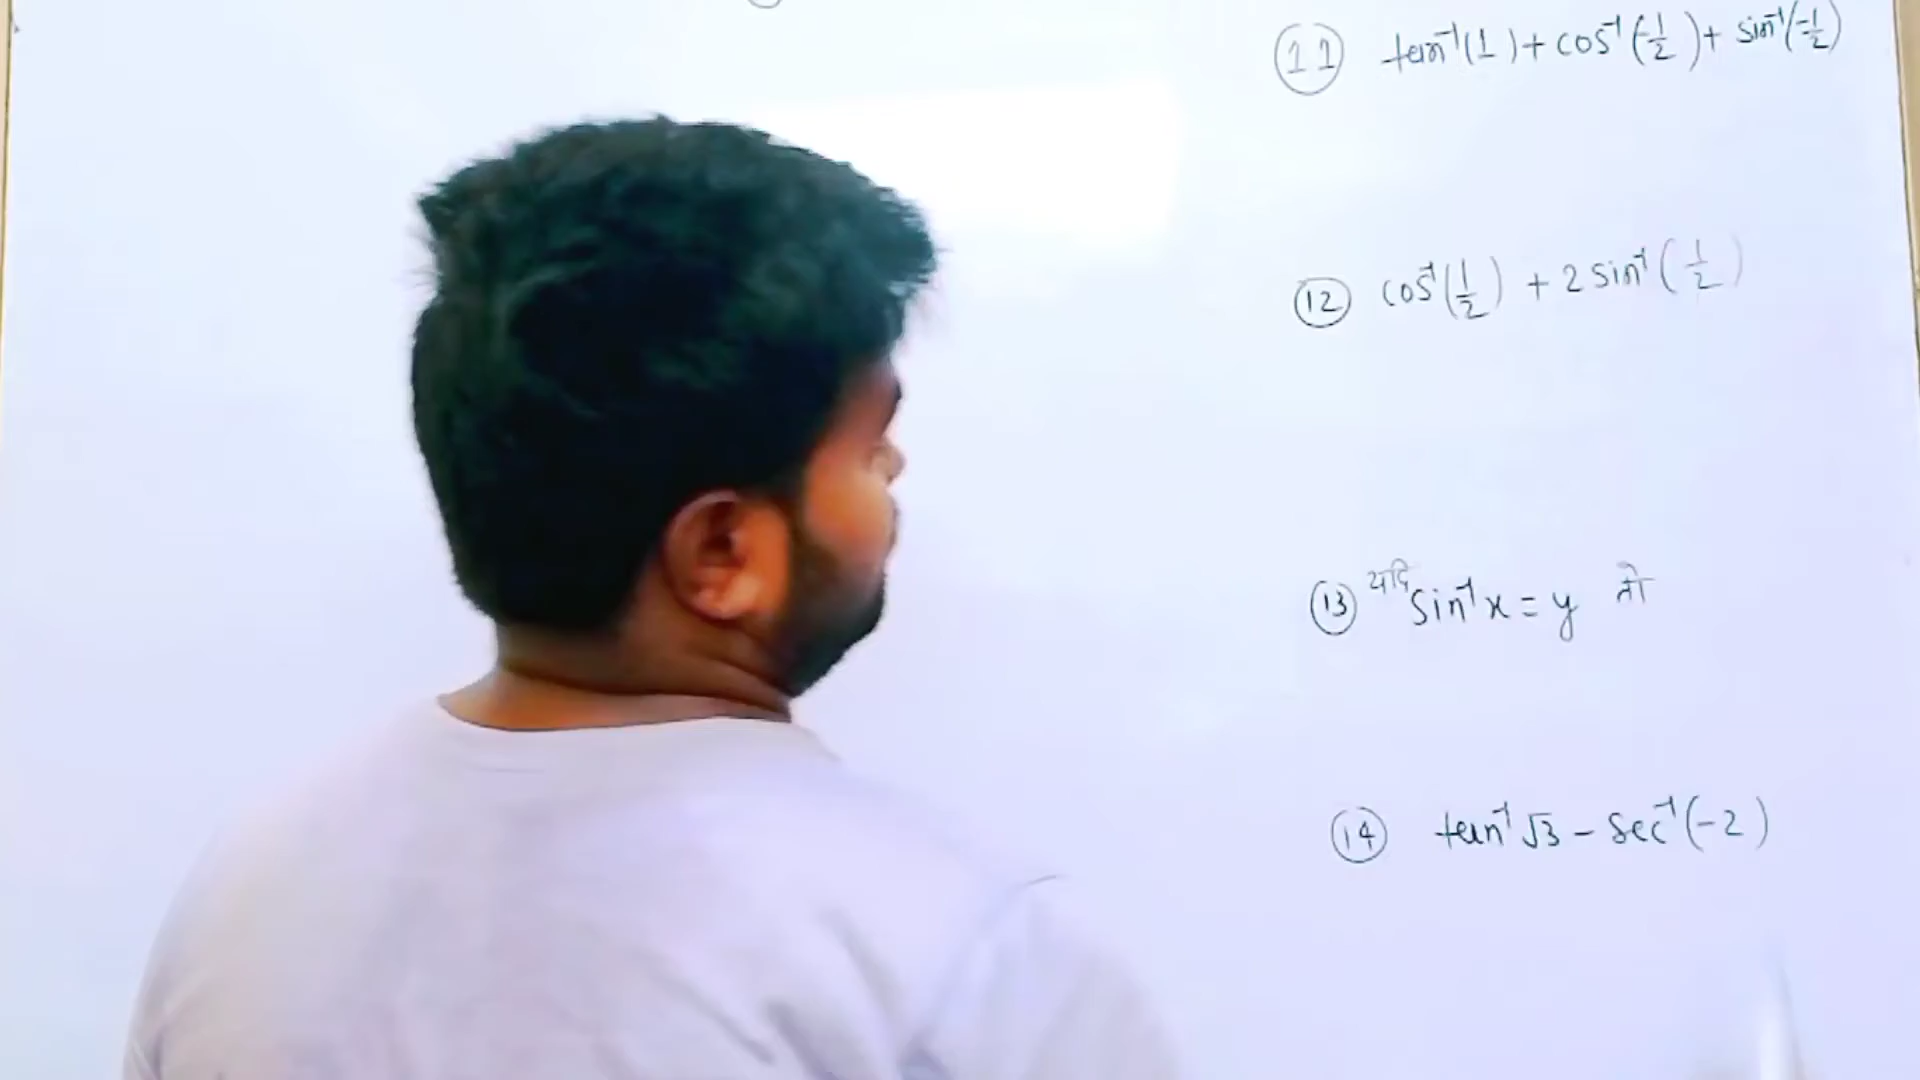 (11) tan⁻¹(1) + cos⁻¹(-1/2) + sin⁻¹(-1/2)
(12) cos⁻¹(1/2) + 2 sin⁻¹(1/2)
(13) यदि sin⁻¹x = y तो
(14) tan⁻¹√3 - sec⁻¹(-2)